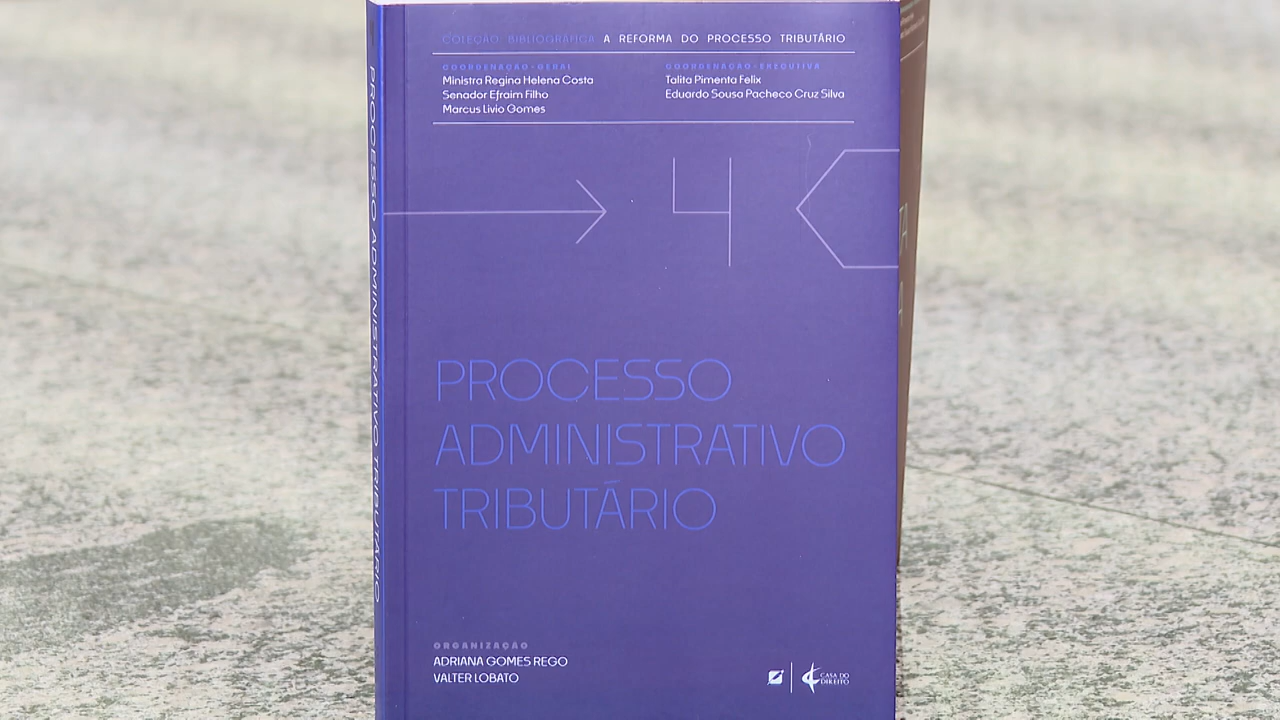 COLEÇÃO BIBLIOGRÁFICA A REFORMA DO PROCESSO TRIBUTÁRIO
COORDENAÇÃO-GERAL
Ministra Regina Helena Costa
Senador Efraim Filho
Marcus Livio Gomes
COORDENAÇÃO-EXECUTIVA
Talita Pimenta Felix
Eduardo Sousa Pacheco Cruz Silva
4
PROCESSO
ADMINISTRATIVO
TRIBUTÁRIO
ORGANIZAÇÃO
ADRIANA GOMES REGO
VALTER LOBATO
CASA DO
DIREITO
PROCESSO ADMINISTRATIVO TRIBUTÁRIO